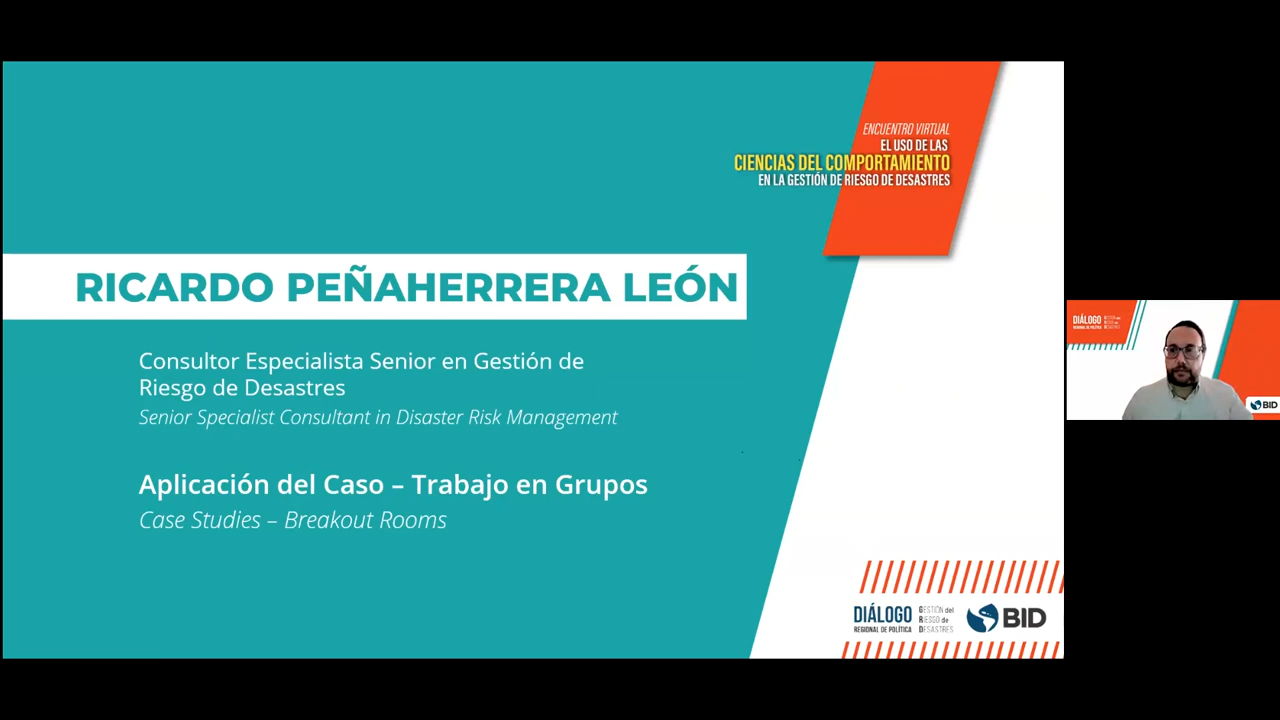 ENCUENTRO VIRTUAL
EL USO DE LAS
CIENCIAS DEL COMPORTAMIENTO
EN LA GESTIÓN DE RIESGO DE DESASTRES
RICARDO PEÑAHERRERA LEÓN
Consultor Especialista Senior en Gestión de
Riesgo de Desastres
Senior Specialist Consultant in Disaster Risk Management
Aplicación del Caso – Trabajo en Grupos
Case Studies – Breakout Rooms
DIÁLOGO
REGIONAL DE POLÍTICA
GESTIÓN del
RIESGO de
DESASTRES
BID
DIÁLOGO
REGIONAL DE POLÍTICA
BID